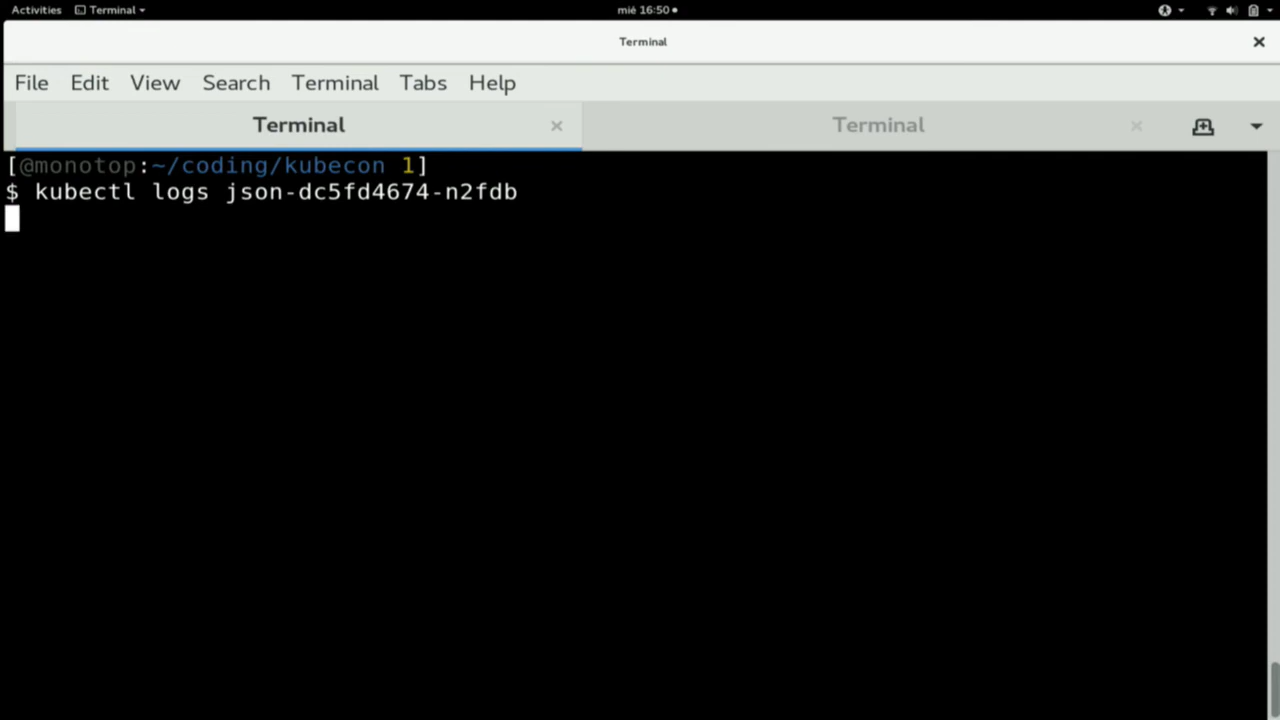 Activities Terminal mié 16:50
Terminal
File Edit View Search Terminal Tabs Help
Terminal Terminal
[@monotop:~/coding/kubecon 1]
$ kubectl logs json-dc5fd4674-n2fdb